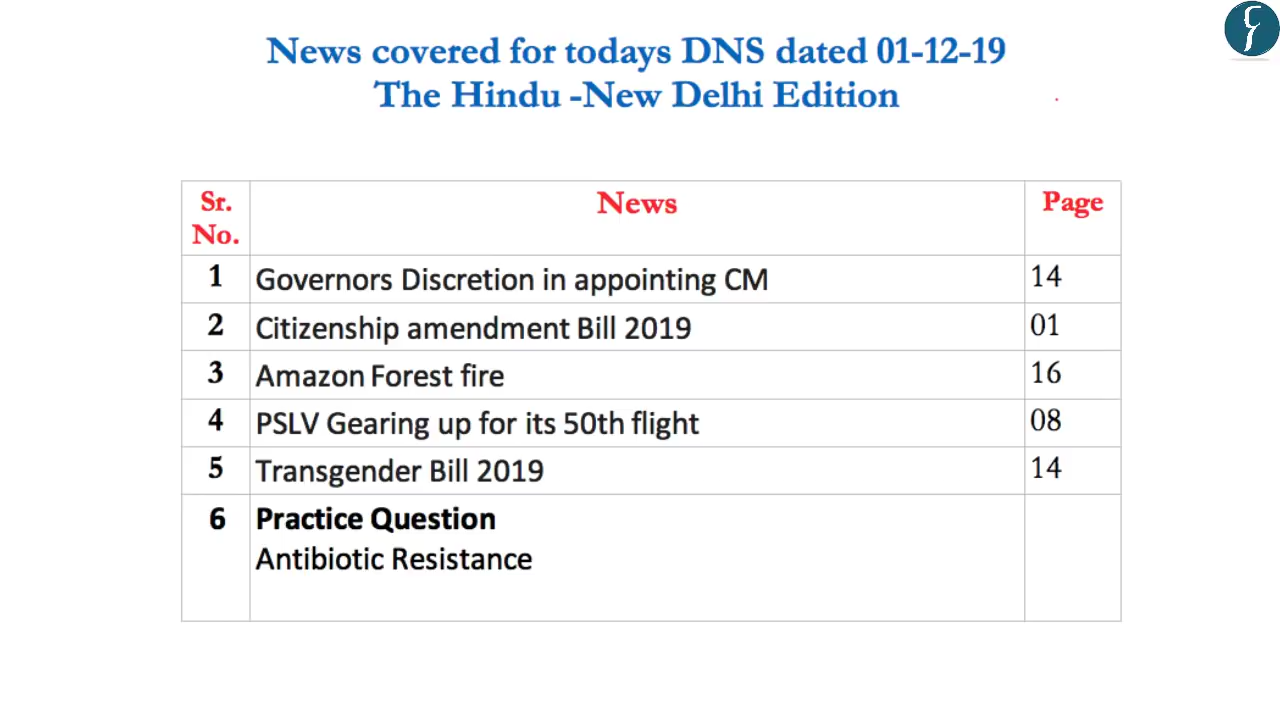 News covered for todays DNS dated 01-12-19
The Hindu -New Delhi Edition
Sr. No. News Page
1 Governors Discretion in appointing CM 14
2 Citizenship amendment Bill 2019 01
3 Amazon Forest fire 16
4 PSLV Gearing up for its 50th flight 08
5 Transgender Bill 2019 14
6 Practice Question
Antibiotic Resistance